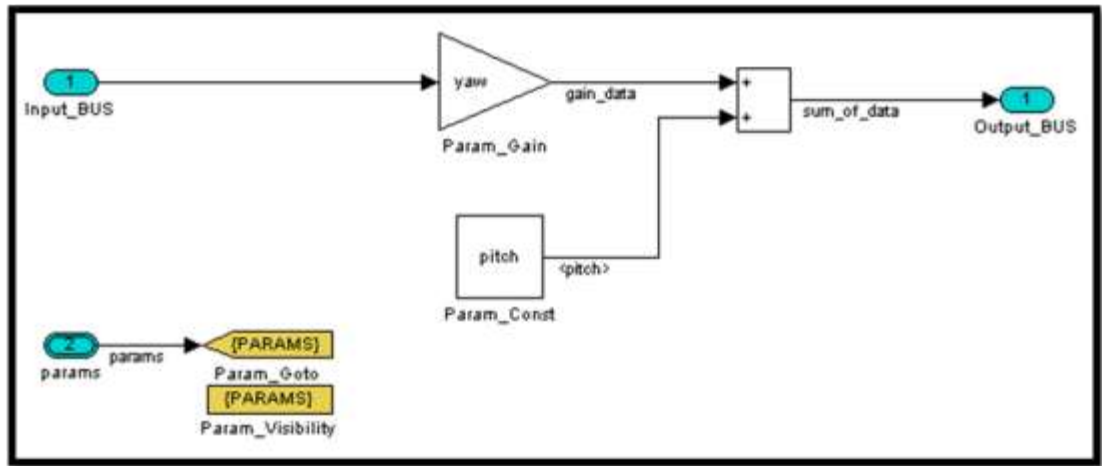 1
Input_BUS
yaw
Param_Gain
gain_data
+
+
sum_of_data
1
Output_BUS
pitch
<pitch>
Param_Const
2
params
params
{PARAMS}
Param_Goto
{PARAMS}
Param_Visibility